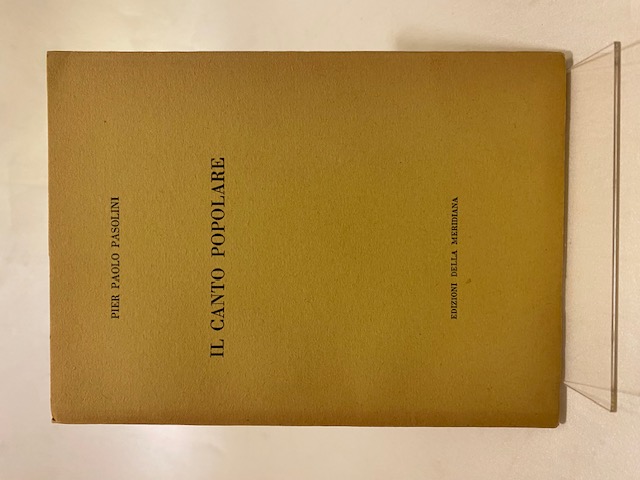 PIER PAOLO PASOLINI
IL CANTO POPOLARE
EDIZIONI DELLA MERIDIANA